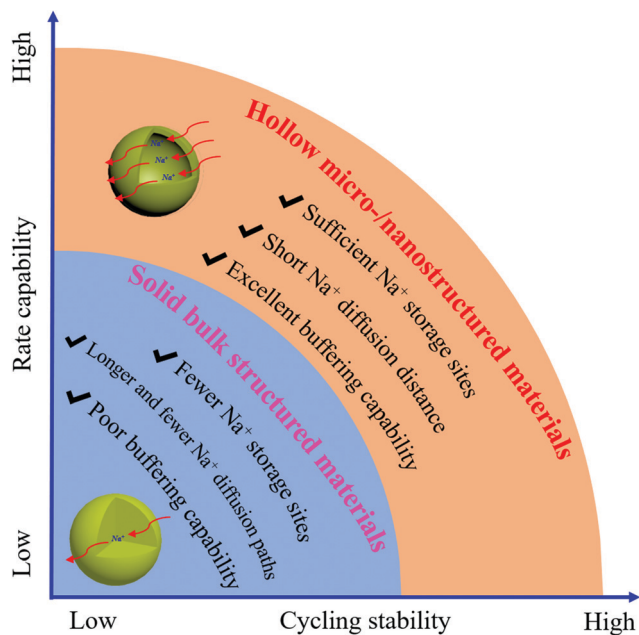 High
Rate capability
Low
Hollow micro-/nanostructured materials
Sufficient Na⁺ storage sites
Short Na⁺ diffusion distance
Excellent buffering capability
Na⁺
Na⁺
Na⁺
Solid bulk structured materials
Fewer Na⁺ storage sites
Longer and fewer Na⁺ diffusion paths
Poor buffering capability
Na⁺
Low
Cycling stability
High